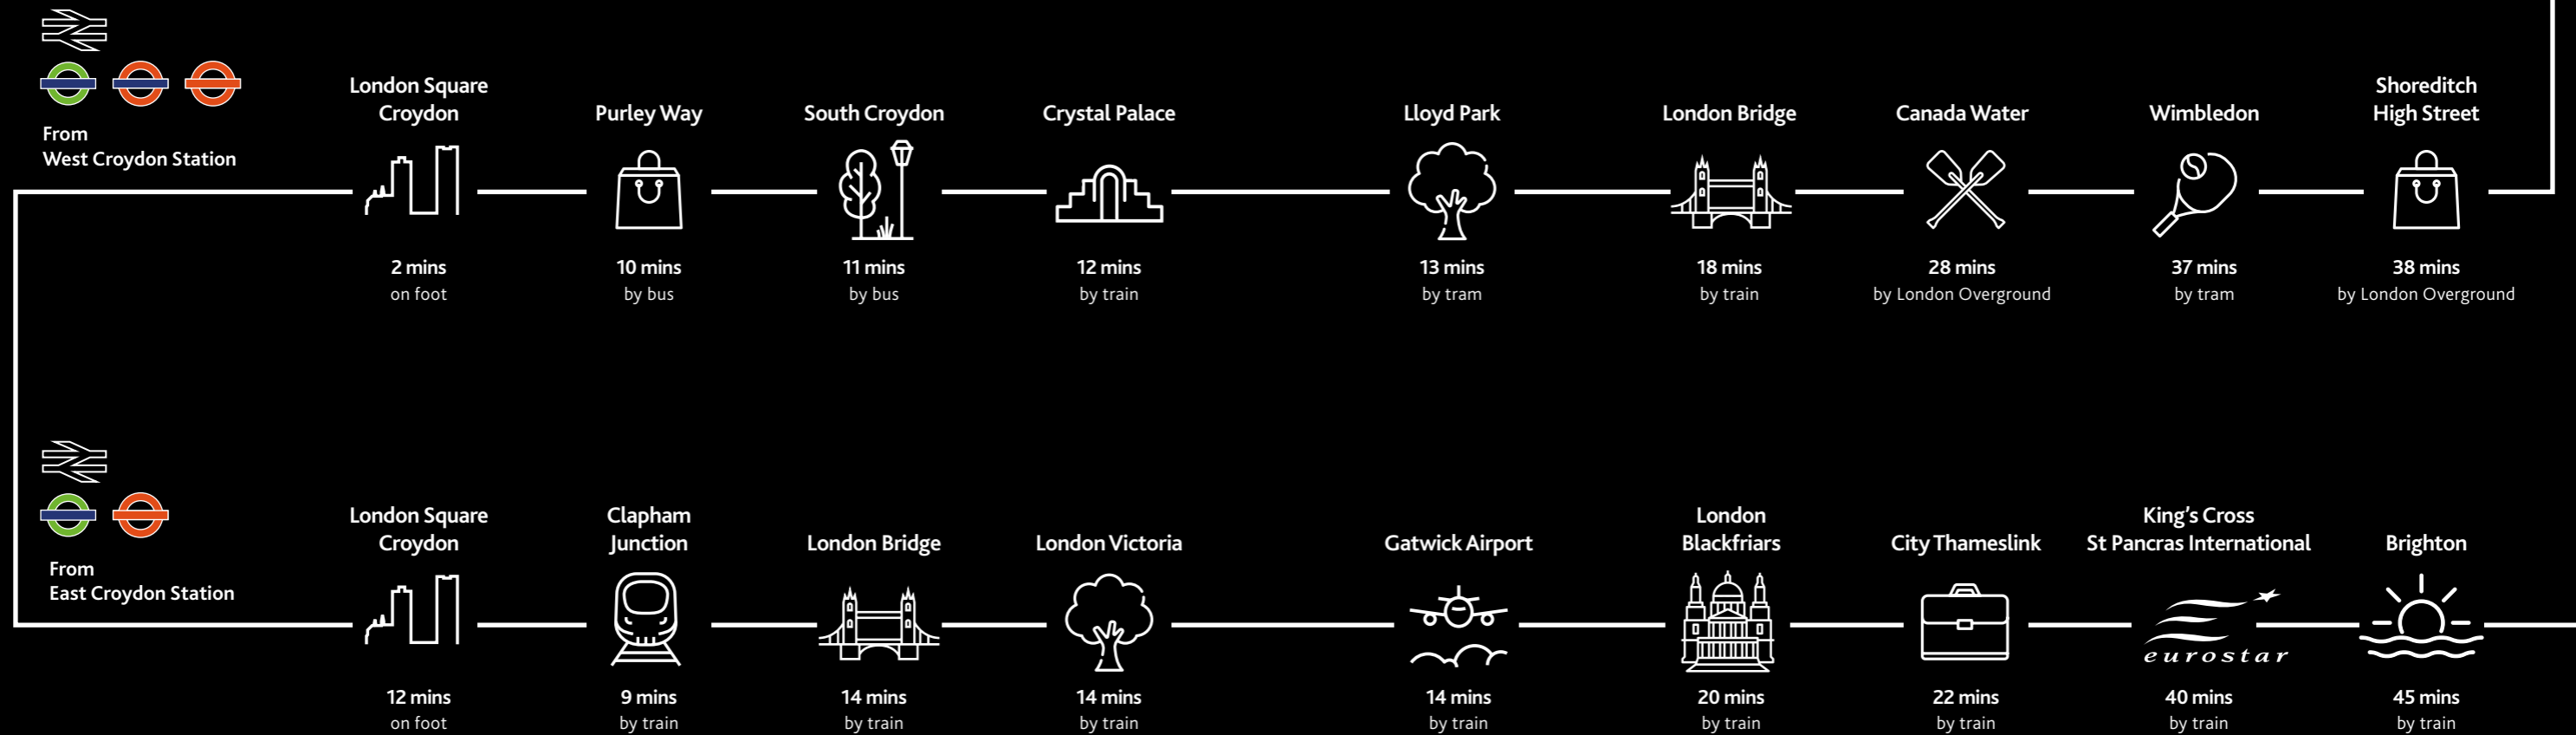 From
West Croydon Station
London Square
Croydon
2 mins
on foot
Purley Way
10 mins
by bus
South Croydon
11 mins
by bus
Crystal Palace
12 mins
by train
Lloyd Park
13 mins
by tram
London Bridge
18 mins
by train
Canada Water
28 mins
by London Overground
Wimbledon
37 mins
by tram
Shoreditch
High Street
38 mins
by London Overground
From
East Croydon Station
London Square
Croydon
12 mins
on foot
Clapham
Junction
9 mins
by train
London Bridge
14 mins
by train
London Victoria
14 mins
by train
Gatwick Airport
14 mins
by train
London
Blackfriars
20 mins
by train
City Thameslink
22 mins
by train
King's Cross
St Pancras International
eurostar
40 mins
by train
Brighton
45 mins
by train